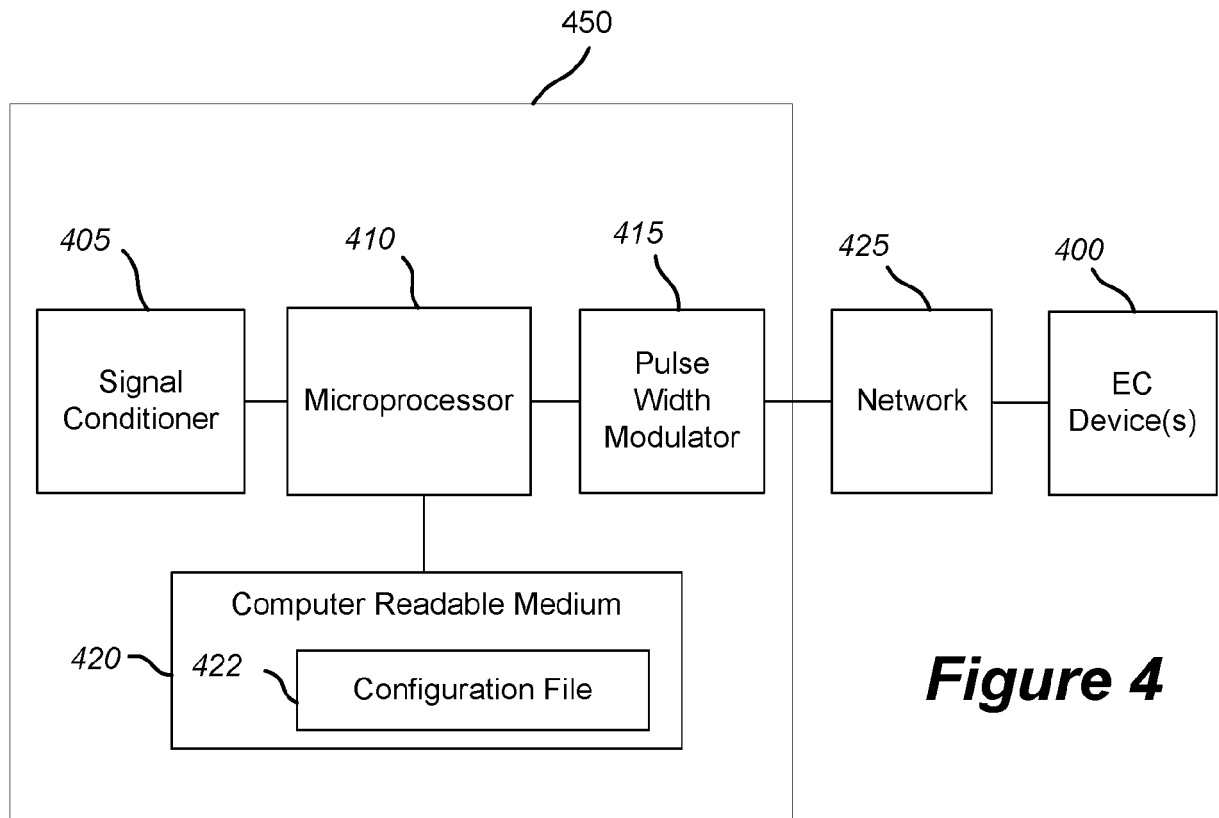 450
405
410
415
425
400
Signal
Conditioner
Microprocessor
Pulse
Width
Modulator
Network
EC
Device(s)
Computer Readable Medium
420
422
Configuration File
Figure 4